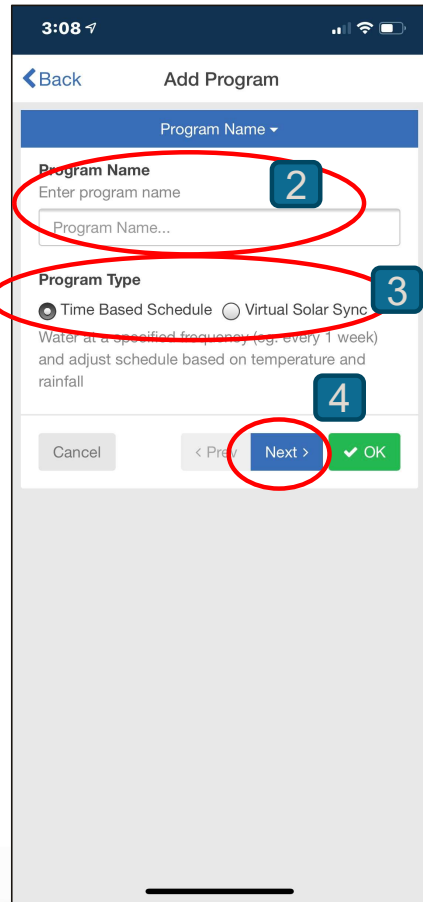 3:08
Back
Add Program
Program Name
Program Name
Enter program name
2
Program Name...
Program Type
3
Time Based Schedule Virtual Solar Sync
Water at a specified frequency (eg. every 1 week)
and adjust schedule based on temperature and
rainfall
4
Cancel
< Prev
Next >
OK